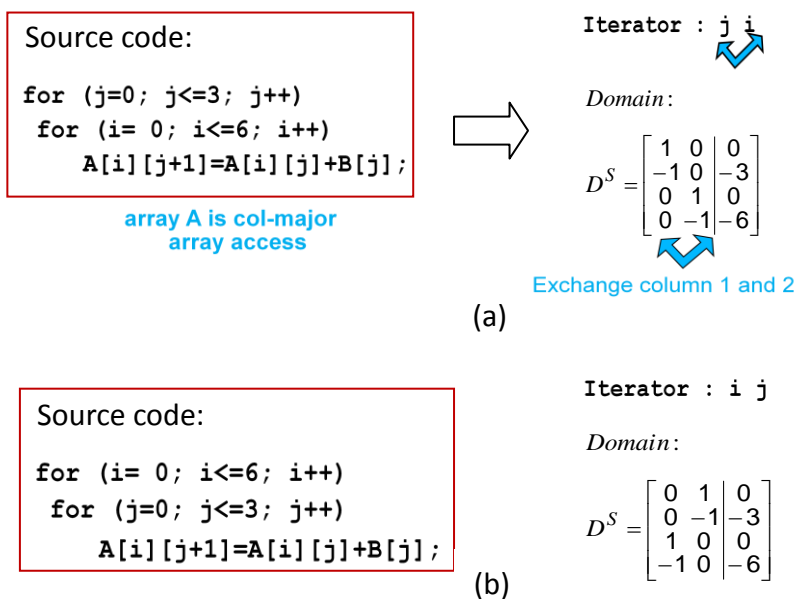 Source code:
for (j=0; j<=3; j++)
for (i= 0; i<=6; i++)
A[i][j+1]=A[i][j]+B[j];
array A is col-major
array access
Iterator : j i
Domain:
D^S = [ 1 0 | 0
-1 0 | -3
0 1 | 0
0 -1 | -6 ]
Exchange column 1 and 2
(a)
Source code:
for (i= 0; i<=6; i++)
for (j=0; j<=3; j++)
A[i][j+1]=A[i][j]+B[j];
Iterator : i j
Domain:
D^S = [ 0 1 | 0
0 -1 | -3
1 0 | 0
-1 0 | -6 ]
(b)